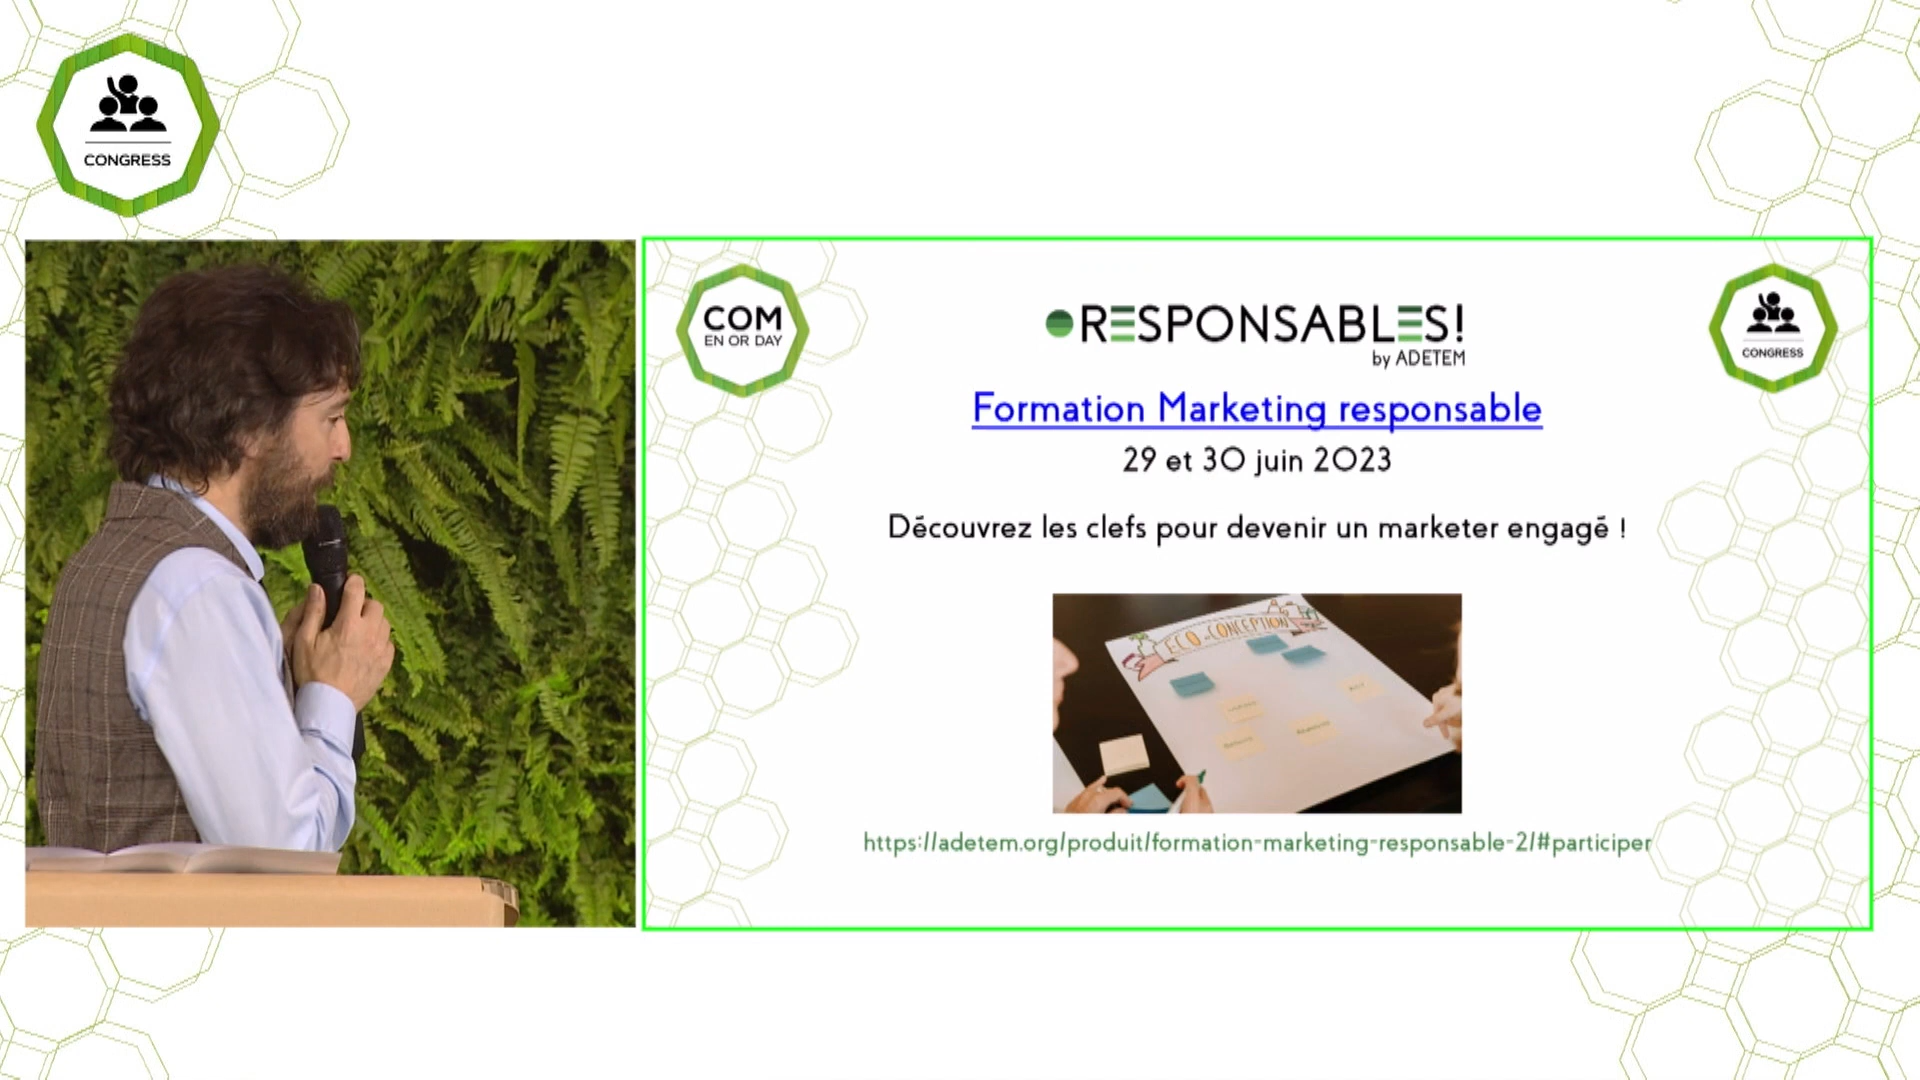 CONGRESS
COM
EN OR DAY
RESPONSABLES!
by ADETEM
CONGRESS
Formation Marketing responsable
29 et 30 juin 2023
Découvrez les clefs pour devenir un marketer engagé !
ECO-CONCEPTION
https://adetem.org/produit/formation-marketing-responsable-2/#participer